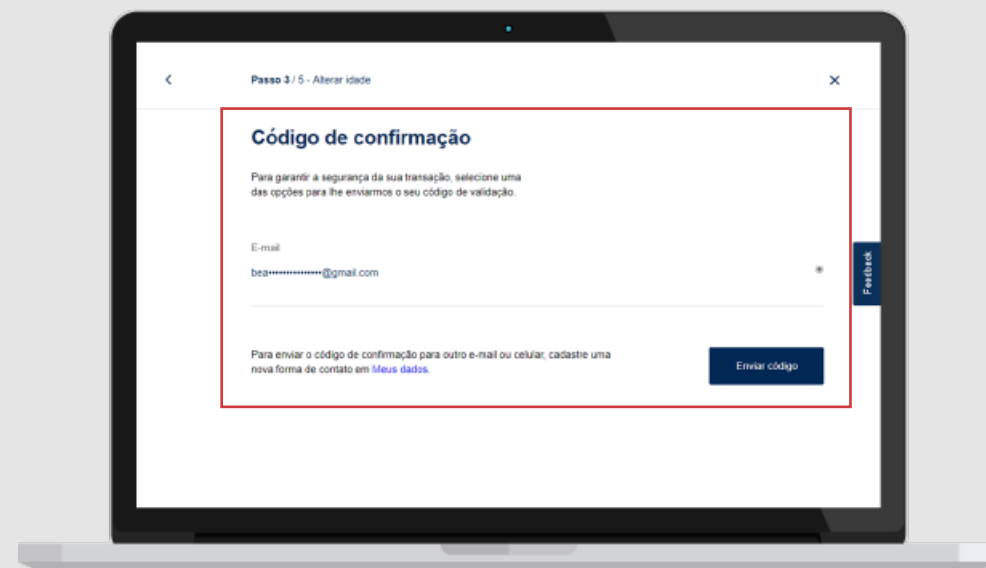 Passo 3 / 5 - Alterar idade
Código de confirmação
Para garantir a segurança da sua transação, selecione uma
das opções para lhe enviarmos o seu código de validação.
E-mail
bea•••••••••••••••@gmail.com
Feedback
Para enviar o código de confirmação para outro e-mail ou celular, cadastre uma
nova forma de contato em Meus dados.
Enviar código